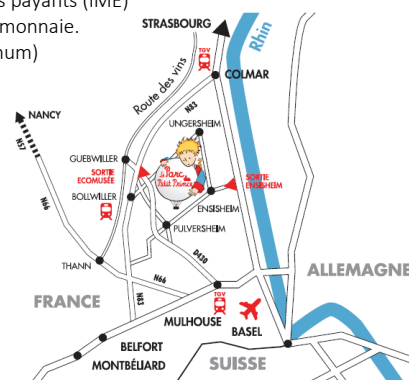 s payants (IME)
monnaie.
num)
STRASBOURG
TGV
Rhin
COLMAR
Route des vins
N83
NANCY
UNGERSHEIM
N57
GUEBWILLER
SORTIE
ECOMUSÉE
Le Parc
du
Petit Prince
SORTIE
ENSISHEIM
BOLLWILLER
ENSISHEIM
N66
PULVERSHEIM
D430
THANN
N66
ALLEMAGNE
FRANCE
N83
TGV
MULHOUSE
BASEL
BELFORT
MONTBÉLIARD
SUISSE